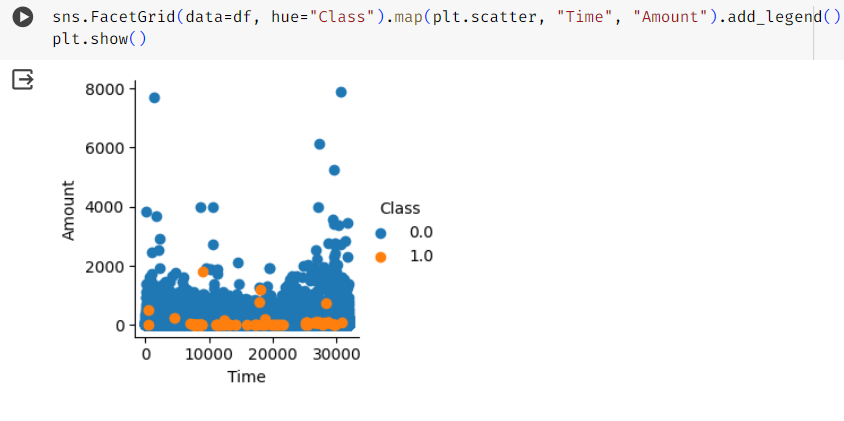 sns.FacetGrid(data=df, hue="Class").map(plt.scatter, "Time", "Amount").add_legend()
plt.show()
8000
6000
4000
2000
0
Amount
0 10000 20000 30000
Time
Class
0.0
1.0